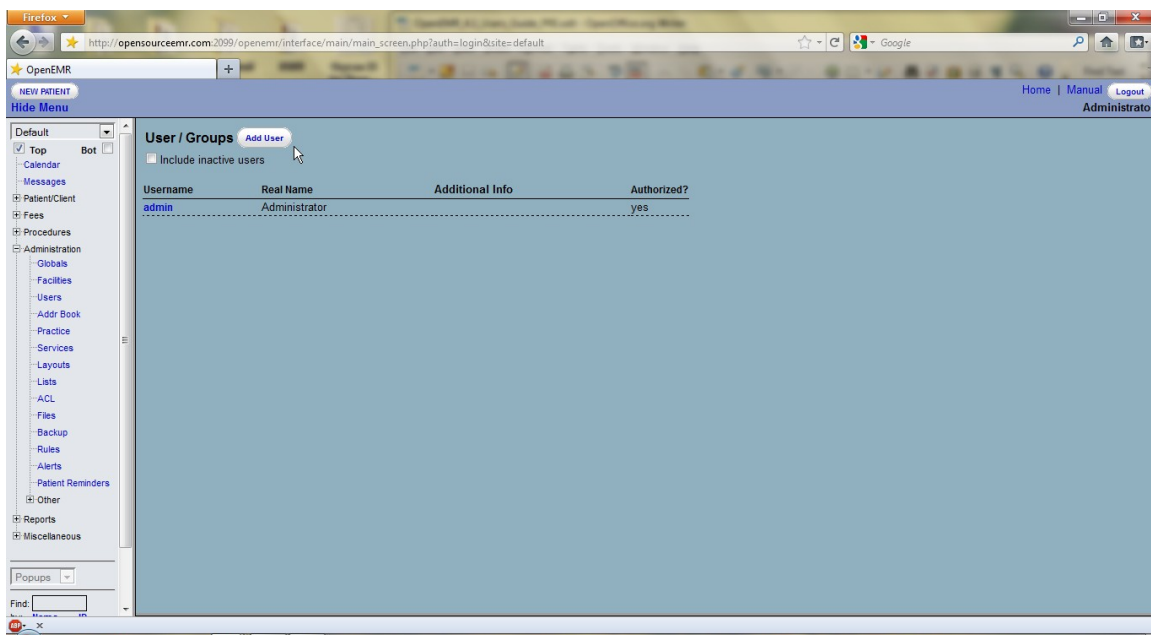 Firefox
http://opensourceemr.com:2099/openemr/interface/main/main_screen.php?auth=login&site=default
Google
OpenEMR
+
NEW PATIENT
Home | Manual Logout
Hide Menu
Administrato
Default
Top Bot
Calendar
Messages
Patient/Client
Fees
Procedures
Administration
Globals
Facilities
Users
Addr Book
Practice
Services
Layouts
Lists
ACL
Files
Backup
Rules
Alerts
Patient Reminders
Other
Reports
Miscellaneous
Popups
Find:
User / Groups Add User
Include inactive users
Username Real Name Additional Info Authorized?
admin Administrator yes
ABP